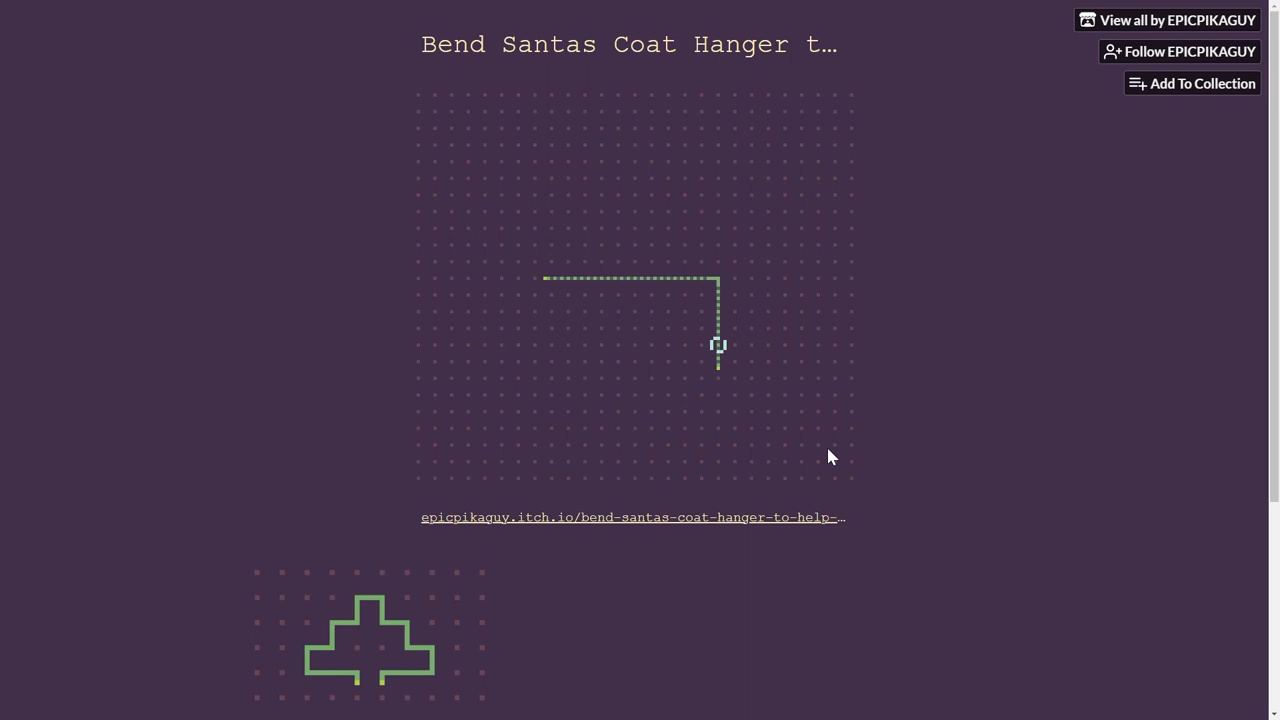 Bend Santas Coat Hanger t…
View all by EPICPIKAGUY
Follow EPICPIKAGUY
Add To Collection
epicpikaguy.itch.io/bend-santas-coat-hanger-to-help-…